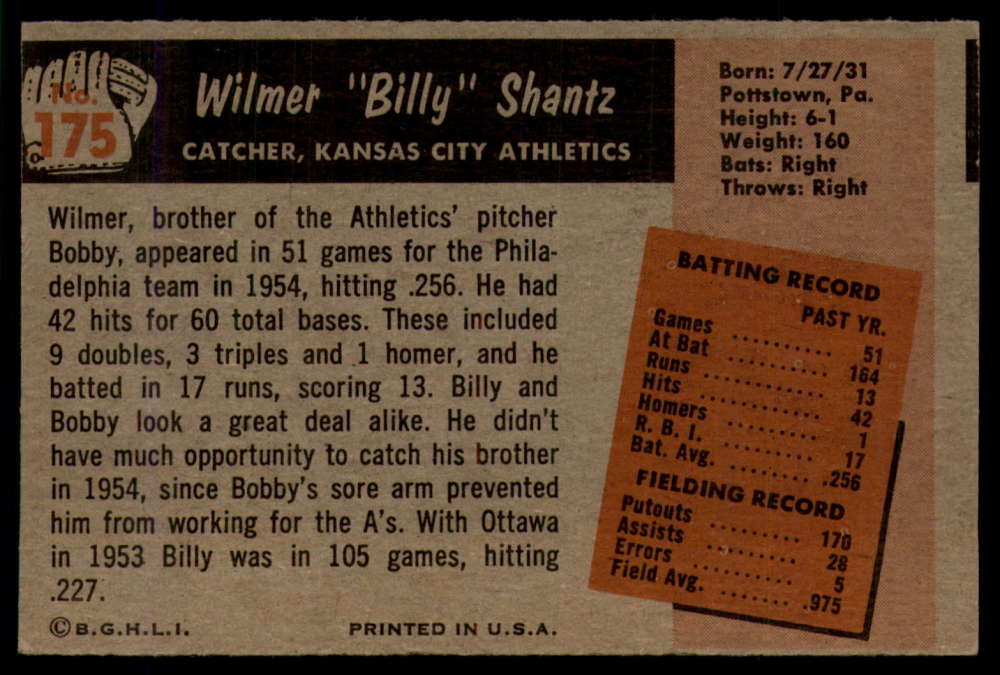 No.
175
Wilmer "Billy" Shantz
CATCHER, KANSAS CITY ATHLETICS
Born: 7/27/31
Pottstown, Pa.
Height: 6-1
Weight: 160
Bats: Right
Throws: Right
Wilmer, brother of the Athletics' pitcher
Bobby, appeared in 51 games for the Phila-
delphia team in 1954, hitting .256. He had
42 hits for 60 total bases. These included
9 doubles, 3 triples and 1 homer, and he
batted in 17 runs, scoring 13. Billy and
Bobby look a great deal alike. He didn't
have much opportunity to catch his brother
in 1954, since Bobby's sore arm prevented
him from working for the A's. With Ottawa
in 1953 Billy was in 105 games, hitting
.227.
BATTING RECORD
PAST YR.
Games .......... 51
At Bat .......... 164
Runs .......... 13
Hits .......... 42
Homers .......... 1
R. B. I. .......... 17
Bat. Avg. ........ .256
FIELDING RECORD
Putouts .......... 170
Assists .......... 28
Errors .......... 5
Field Avg. ........ .975
© B.G.H.L.I. PRINTED IN U.S.A.